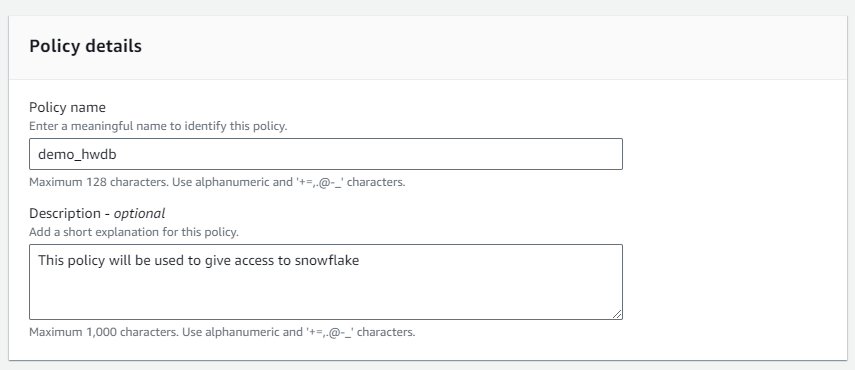 Policy details
Policy name
Enter a meaningful name to identify this policy.
demo_hwdb
Maximum 128 characters. Use alphanumeric and '+=,.@-_' characters.
Description - optional
Add a short explanation for this policy.
This policy will be used to give access to snowflake
Maximum 1,000 characters. Use alphanumeric and '+=,.@-_' characters.